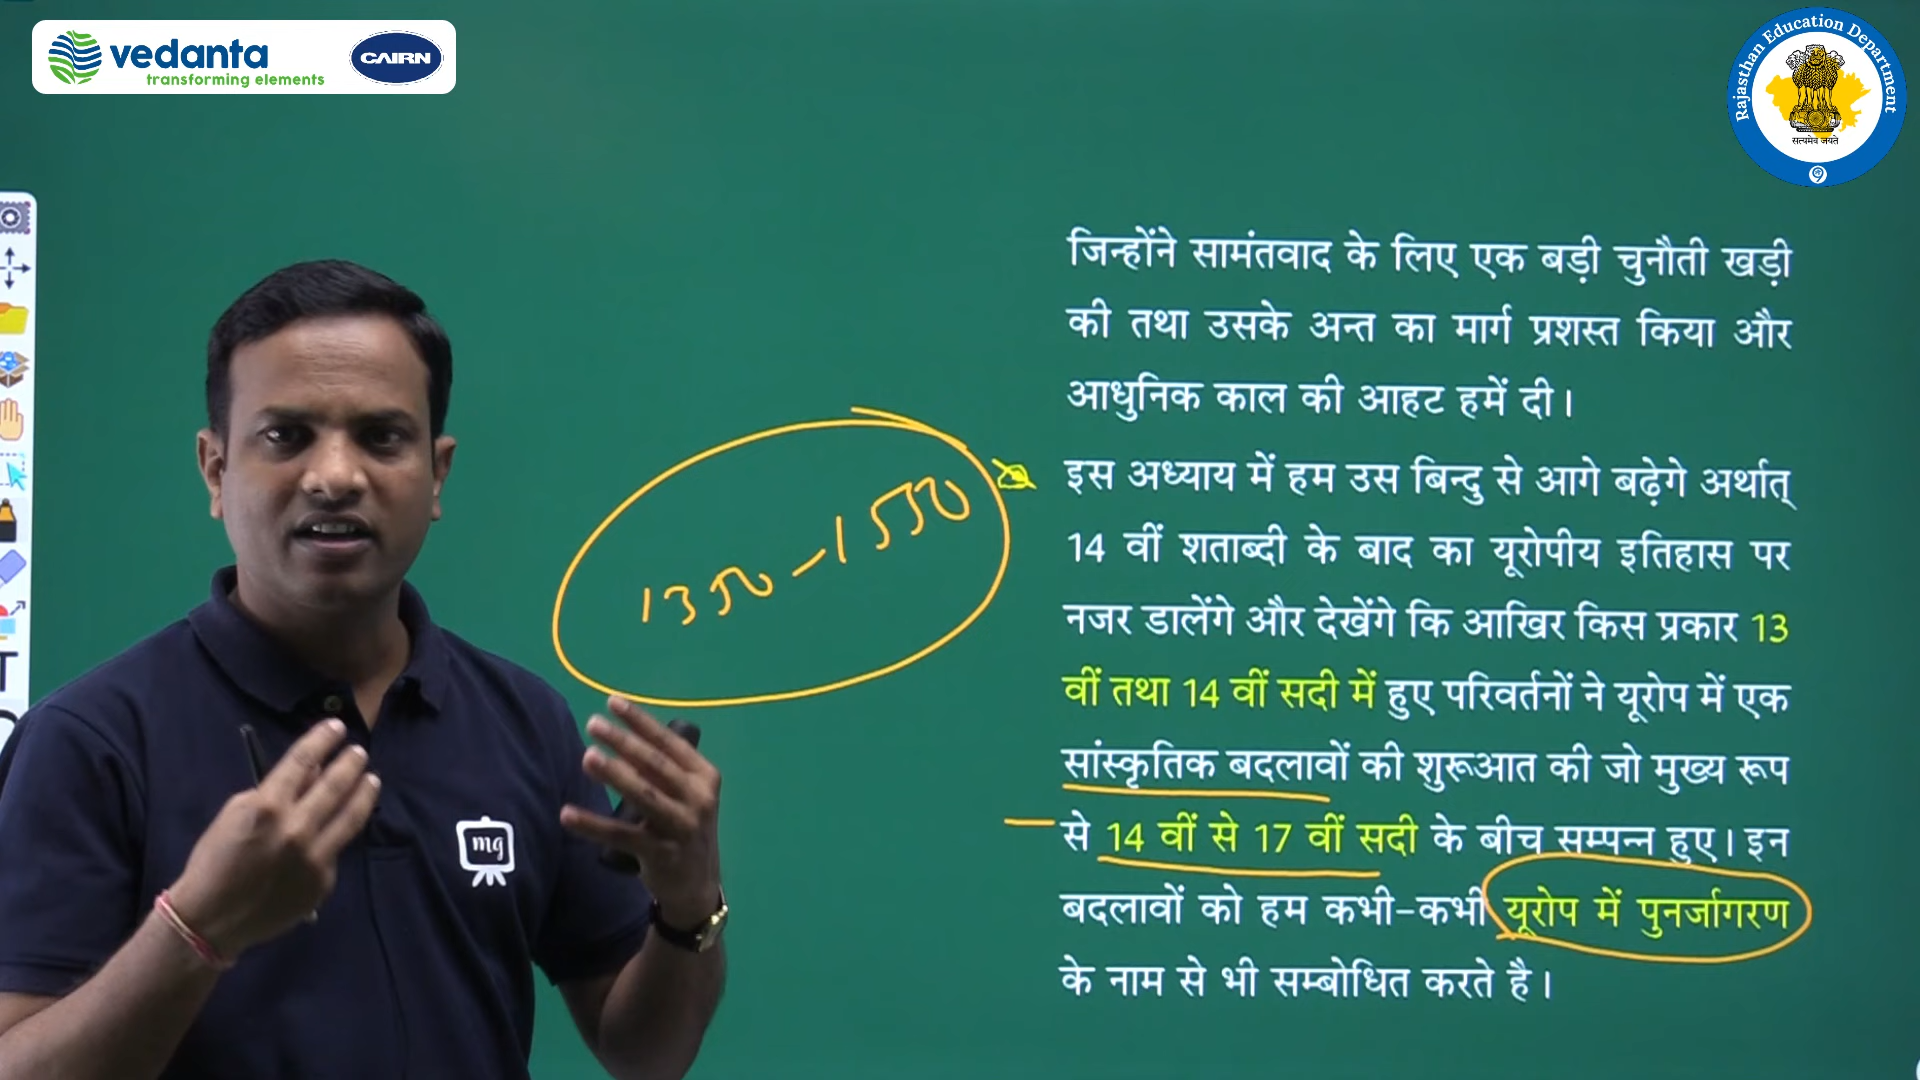 vedanta
transforming elements
CAIRN
Rajasthan Education Department
सत्यमेव जयते
जिन्होंने सामंतवाद के लिए एक बड़ी चुनौती खड़ी
की तथा उसके अन्त का मार्ग प्रशस्त किया और
आधुनिक काल की आहट हमें दी।
इस अध्याय में हम उस बिन्दु से आगे बढ़ेगे अर्थात्
14 वीं शताब्दी के बाद का यूरोपीय इतिहास पर
नजर डालेंगे और देखेंगे कि आखिर किस प्रकार 13
वीं तथा 14 वीं सदी में हुए परिवर्तनों ने यूरोप में एक
सांस्कृतिक बदलावों की शुरूआत की जो मुख्य रूप
से 14 वीं से 17 वीं सदी के बीच सम्पन्न हुए। इन
बदलावों को हम कभी-कभी यूरोप में पुनर्जागरण
के नाम से भी सम्बोधित करते है।
1350-1550
mg
T